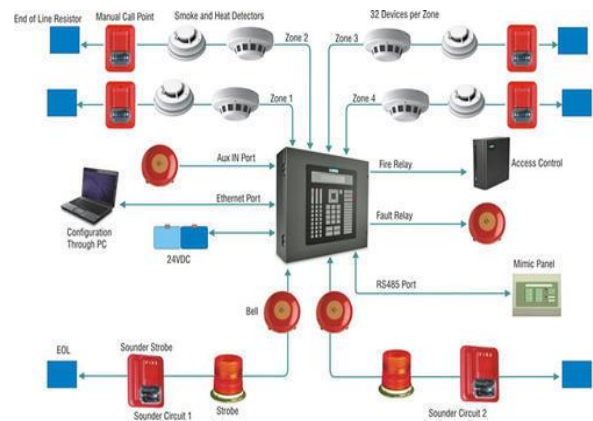 End of Line Resistor
Manual Call Point
Smoke and Heat Detectors
32 Devices per Zone
Zone 2
Zone 3
Zone 1
Zone 4
Aux IN Port
Fire Relay
Access Control
Ethernet Port
Configuration
Through PC
Fault Relay
24VDC
Mimic Panel
RS485 Port
Bell
EOL
Sounder Strobe
FIRE
FIRE
Sounder Circuit 1
Strobe
Sounder Circuit 2